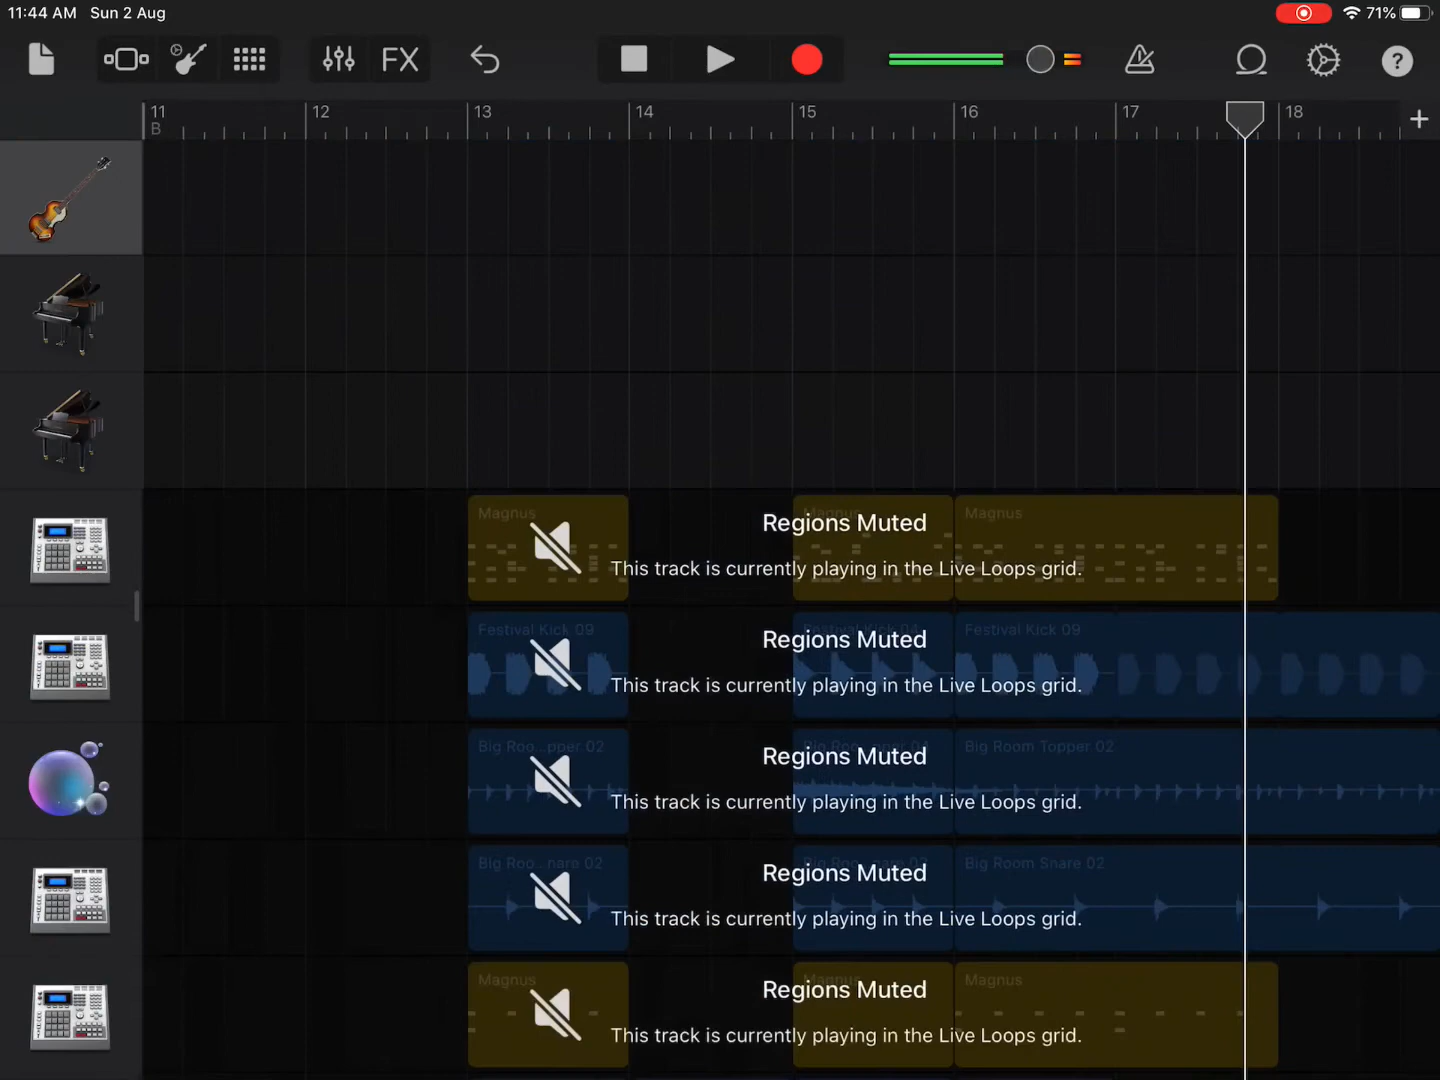 11:44 AM Sun 2 Aug
71%
FX
?
11 12 13 14 15 16 17 18 +
B
Magnus
Magnus
Magnus
Regions Muted
This track is currently playing in the Live Loops grid.
Festival Kick 09
Festival Kick 09
Regions Muted
This track is currently playing in the Live Loops grid.
Big Roo...pper 02
Big Room Topper 02
Regions Muted
This track is currently playing in the Live Loops grid.
Big Roo...nare 02
Big Room Snare 02
Regions Muted
This track is currently playing in the Live Loops grid.
Magnus
Magnus
Magnus
Regions Muted
This track is currently playing in the Live Loops grid.